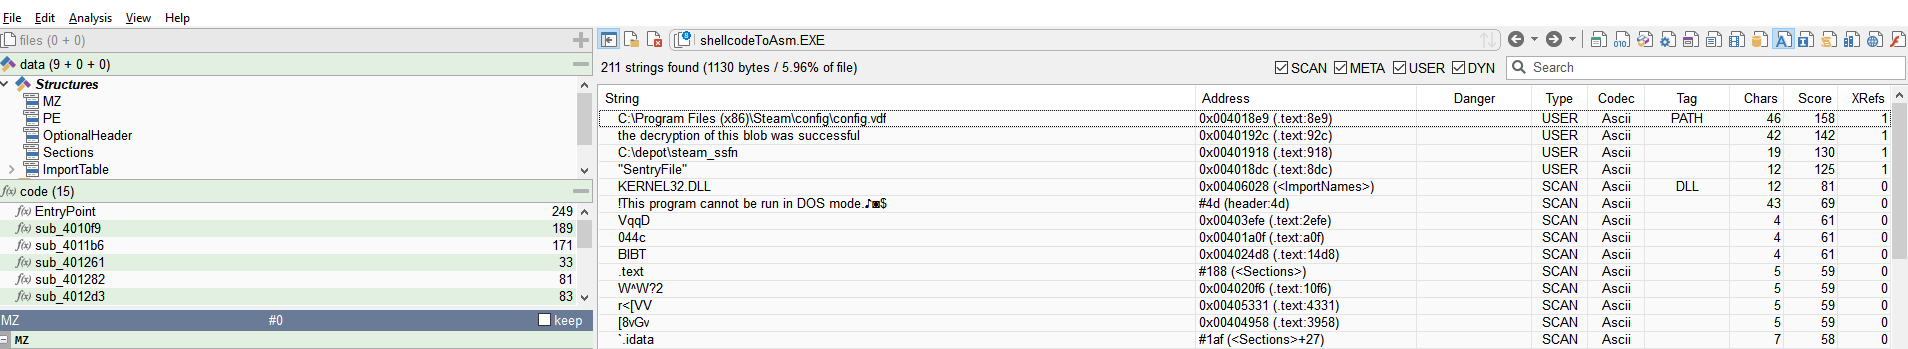 File Edit Analysis View Help
files (0 + 0)
shellcodeToAsm.EXE
data (9 + 0 + 0)
211 strings found (1130 bytes / 5.96% of file)
SCAN META USER DYN Search
Structures
MZ
PE
OptionalHeader
Sections
ImportTable
code (15)
EntryPoint 249
sub_4010f9 189
sub_4011b6 171
sub_401261 33
sub_401282 81
sub_4012d3 83
MZ #0 keep
MZ
String Address Danger Type Codec Tag Chars Score XRefs
C:\Program Files (x86)\Steam\config\config.vdf 0x004018e9 (.text:8e9) USER Ascii PATH 46 158 1
the decryption of this blob was successful 0x0040192c (.text:92c) USER Ascii 42 142 1
C:\depot\steam_ssfn 0x00401918 (.text:918) USER Ascii 19 130 1
"SentryFile" 0x004018dc (.text:8dc) USER Ascii 12 125 1
KERNEL32.DLL 0x00406028 (<ImportNames>) SCAN Ascii DLL 12 81 0
!This program cannot be run in DOS mode.♪◙$ #4d (header:4d) SCAN Ascii 43 69 0
VqqD 0x00403efe (.text:2efe) SCAN Ascii 4 61 0
044c 0x00401a0f (.text:a0f) SCAN Ascii 4 61 0
BIBT 0x004024d8 (.text:14d8) SCAN Ascii 4 61 0
.text #188 (<Sections>) SCAN Ascii 5 59 0
W^W?2 0x004020f6 (.text:10f6) SCAN Ascii 5 59 0
r<[VV 0x00405331 (.text:4331) SCAN Ascii 5 59 0
[8vGv 0x00404958 (.text:3958) SCAN Ascii 5 59 0
`.idata #1af (<Sections>+27) SCAN Ascii 7 58 0